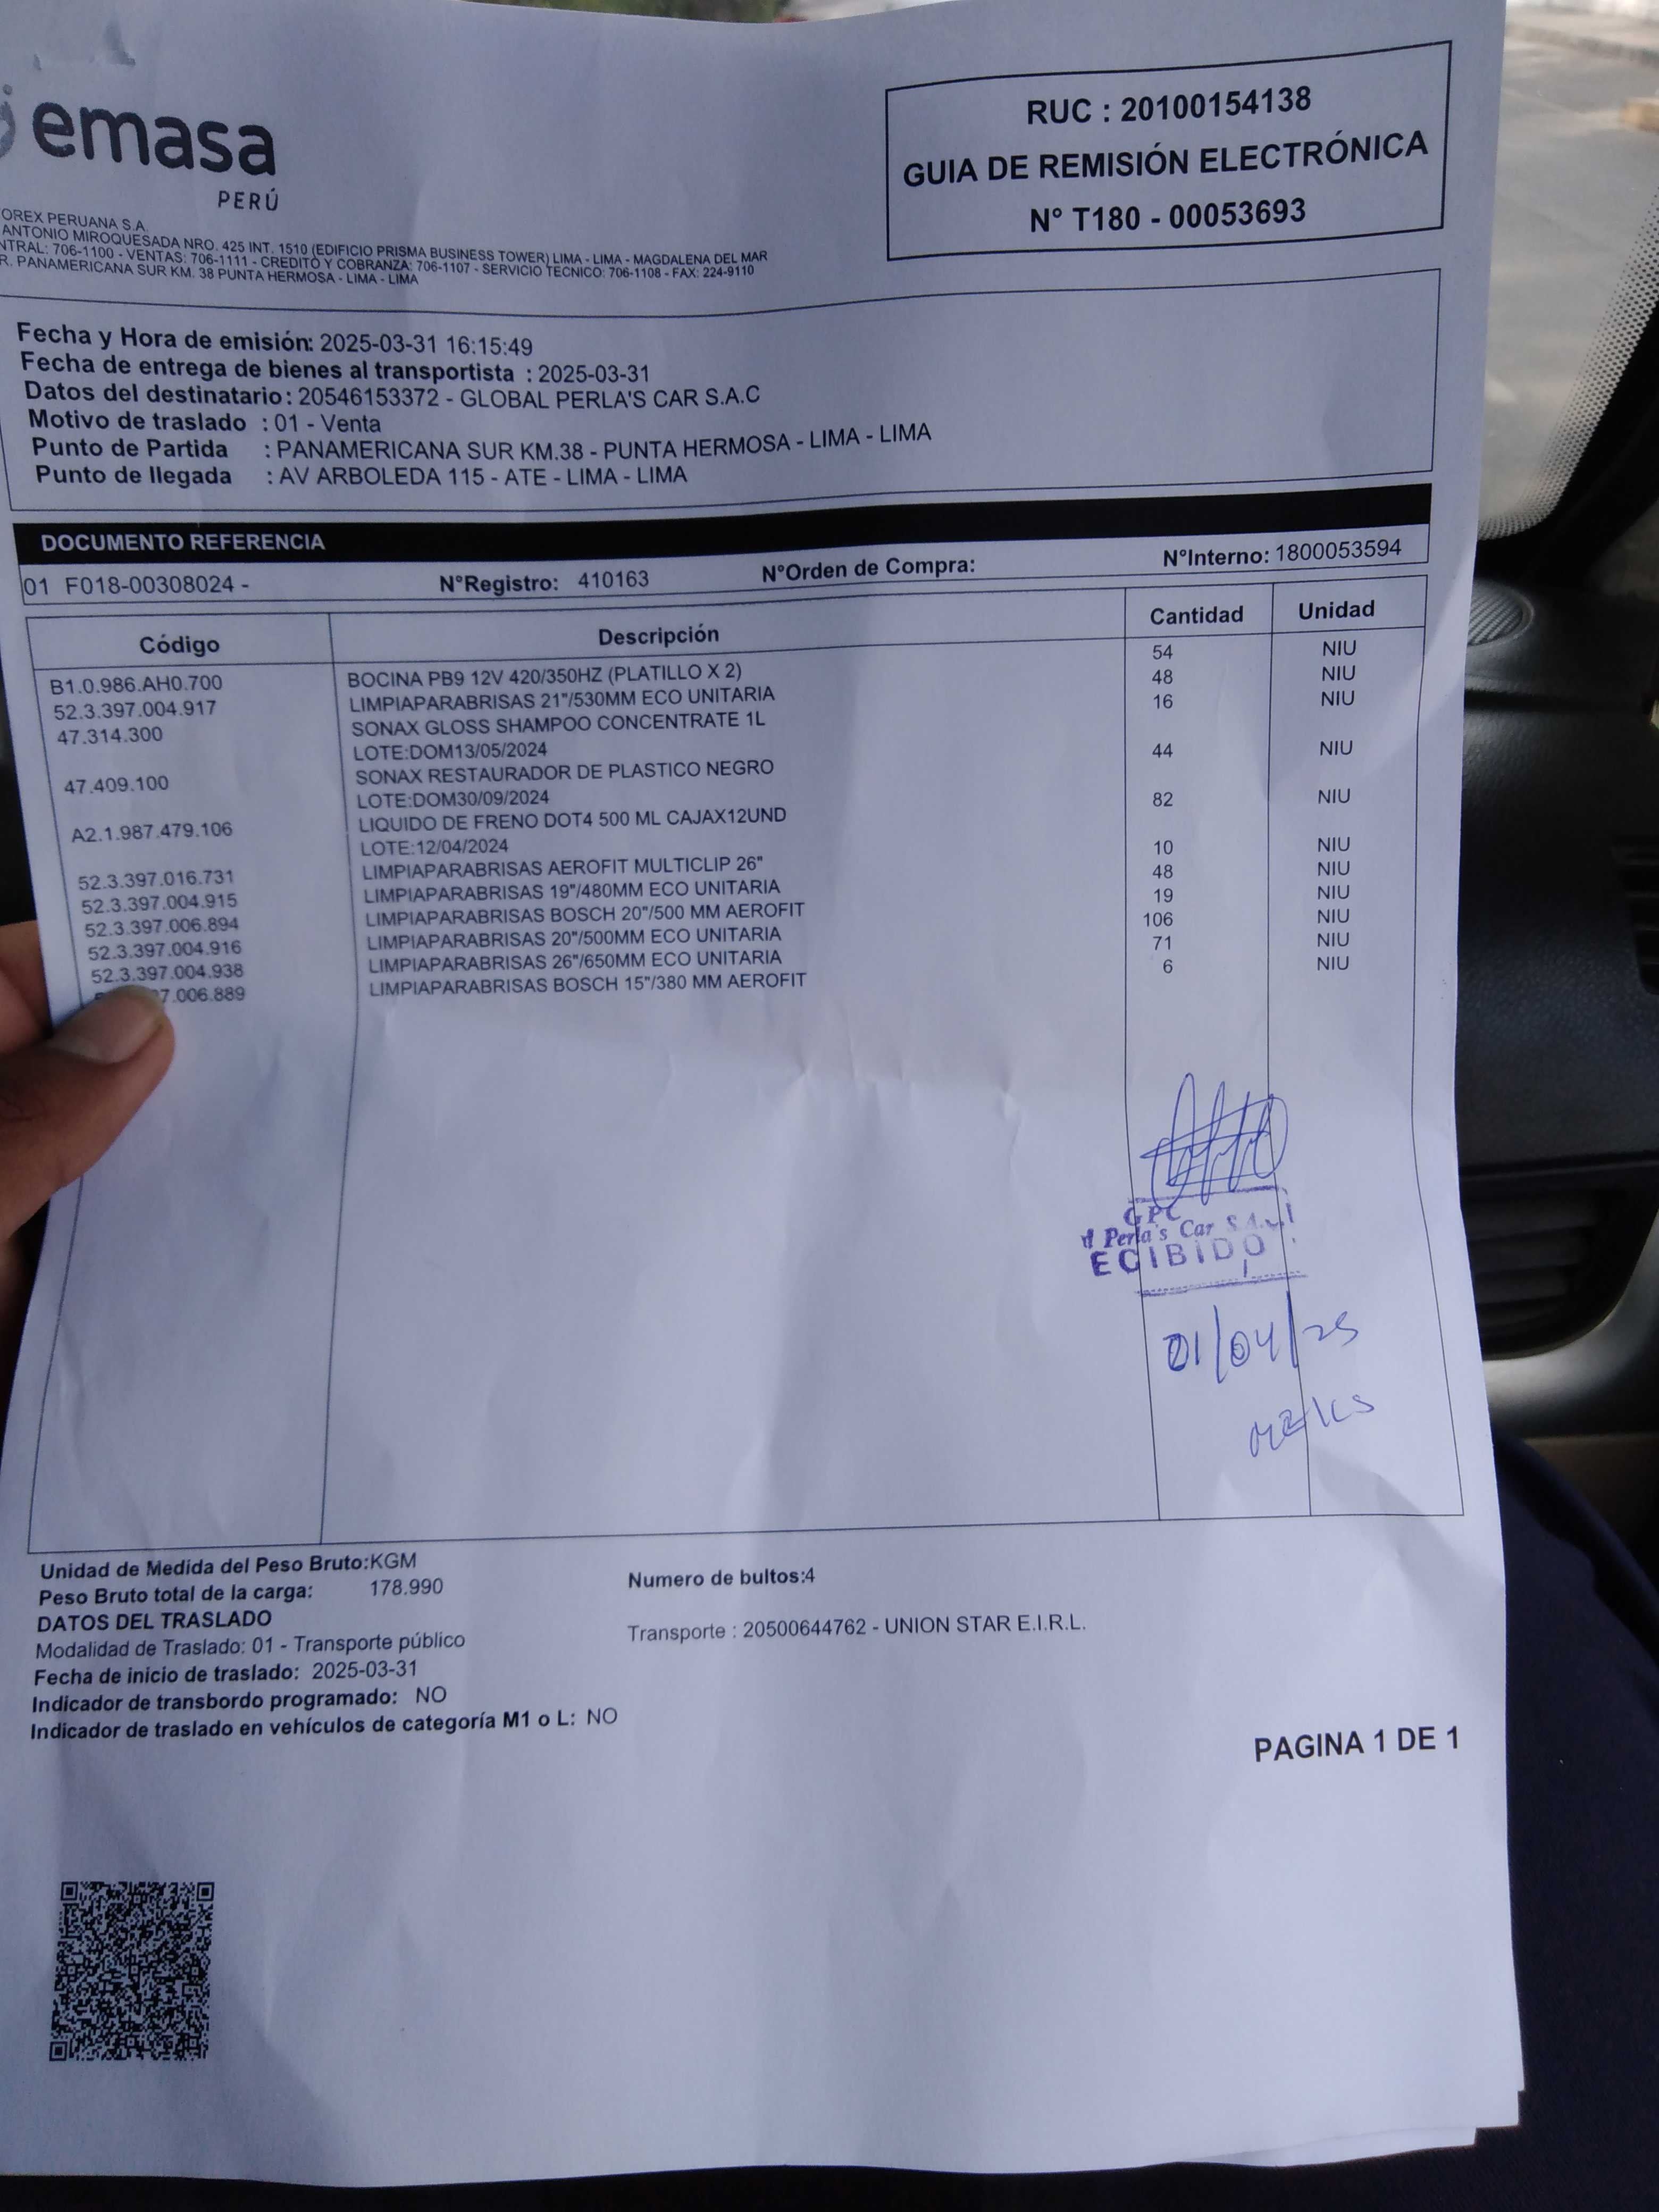 emasa
PERÚ
OREX PERUANA S.A.
ANTONIO MIROQUESADA NRO. 425 INT. 1510 (EDIFICIO PRISMA BUSINESS TOWER) LIMA - LIMA - MAGDALENA DEL MAR
NTRAL: 706-1100 - VENTAS: 706-1111 - CREDITO Y COBRANZA: 706-1107 - SERVICIO TECNICO: 706-1108 - FAX: 224-9110
R. PANAMERICANA SUR KM. 38 PUNTA HERMOSA - LIMA - LIMA
RUC : 20100154138
GUIA DE REMISIÓN ELECTRÓNICA
N° T180 - 00053693
Fecha y Hora de emisión: 2025-03-31 16:15:49
Fecha de entrega de bienes al transportista : 2025-03-31
Datos del destinatario: 20546153372 - GLOBAL PERLA'S CAR S.A.C
Motivo de traslado : 01 - Venta
Punto de Partida : PANAMERICANA SUR KM.38 - PUNTA HERMOSA - LIMA - LIMA
Punto de llegada : AV ARBOLEDA 115 - ATE - LIMA - LIMA
DOCUMENTO REFERENCIA
01 F018-00308024 - N°Registro: 410163 N°Orden de Compra: N°Interno: 1800053594
Código Descripción Cantidad Unidad
B1.0.986.AH0.700 BOCINA PB9 12V 420/350HZ (PLATILLO X 2) 54 NIU
52.3.397.004.917 LIMPIAPARABRISAS 21"/530MM ECO UNITARIA 48 NIU
47.314.300 SONAX GLOSS SHAMPOO CONCENTRATE 1L 16 NIU
LOTE:DOM13/05/2024
47.409.100 SONAX RESTAURADOR DE PLASTICO NEGRO 44 NIU
LOTE:DOM30/09/2024
A2.1.987.479.106 LIQUIDO DE FRENO DOT4 500 ML CAJAX12UND 82 NIU
LOTE:12/04/2024
52.3.397.016.731 LIMPIAPARABRISAS AEROFIT MULTICLIP 26" 10 NIU
52.3.397.004.915 LIMPIAPARABRISAS 19"/480MM ECO UNITARIA 48 NIU
52.3.397.006.894 LIMPIAPARABRISAS BOSCH 20"/500 MM AEROFIT 19 NIU
52.3.397.004.916 LIMPIAPARABRISAS 20"/500MM ECO UNITARIA 106 NIU
52.3.397.004.938 LIMPIAPARABRISAS 26"/650MM ECO UNITARIA 71 NIU
7.006.889 LIMPIAPARABRISAS BOSCH 15"/380 MM AEROFIT 6 NIU
GPC
Perla's Car S.A.
ECIBIDO
01/04/25
Unidad de Medida del Peso Bruto:KGM
Peso Bruto total de la carga: 178.990 Numero de bultos:4
DATOS DEL TRASLADO
Modalidad de Traslado: 01 - Transporte público Transporte : 20500644762 - UNION STAR E.I.R.L.
Fecha de inicio de traslado: 2025-03-31
Indicador de transbordo programado: NO
Indicador de traslado en vehículos de categoría M1 o L: NO
PAGINA 1 DE 1